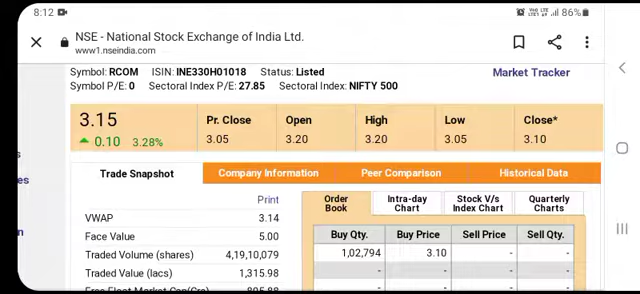 8:12 86%
NSE - National Stock Exchange of India Ltd.
www1.nseindia.com
Symbol: RCOM ISIN: INE330H01018 Status: Listed
Symbol P/E: 0 Sectoral Index P/E: 27.85 Sectoral Index: NIFTY 500
Market Tracker
3.15 Pr. Close Open High Low Close*
0.10 3.28% 3.05 3.20 3.20 3.05 3.10
Trade Snapshot Company Information Peer Comparison Historical Data
Print
Order Book Intra-day Chart Stock V/s Index Chart Quarterly Charts
VWAP 3.14
Face Value 5.00
Traded Volume (shares) 4,19,10,079
Traded Value (lacs) 1,315.98
Buy Qty. Buy Price Sell Price Sell Qty.
1,02,794 3.10 - -
- - - -